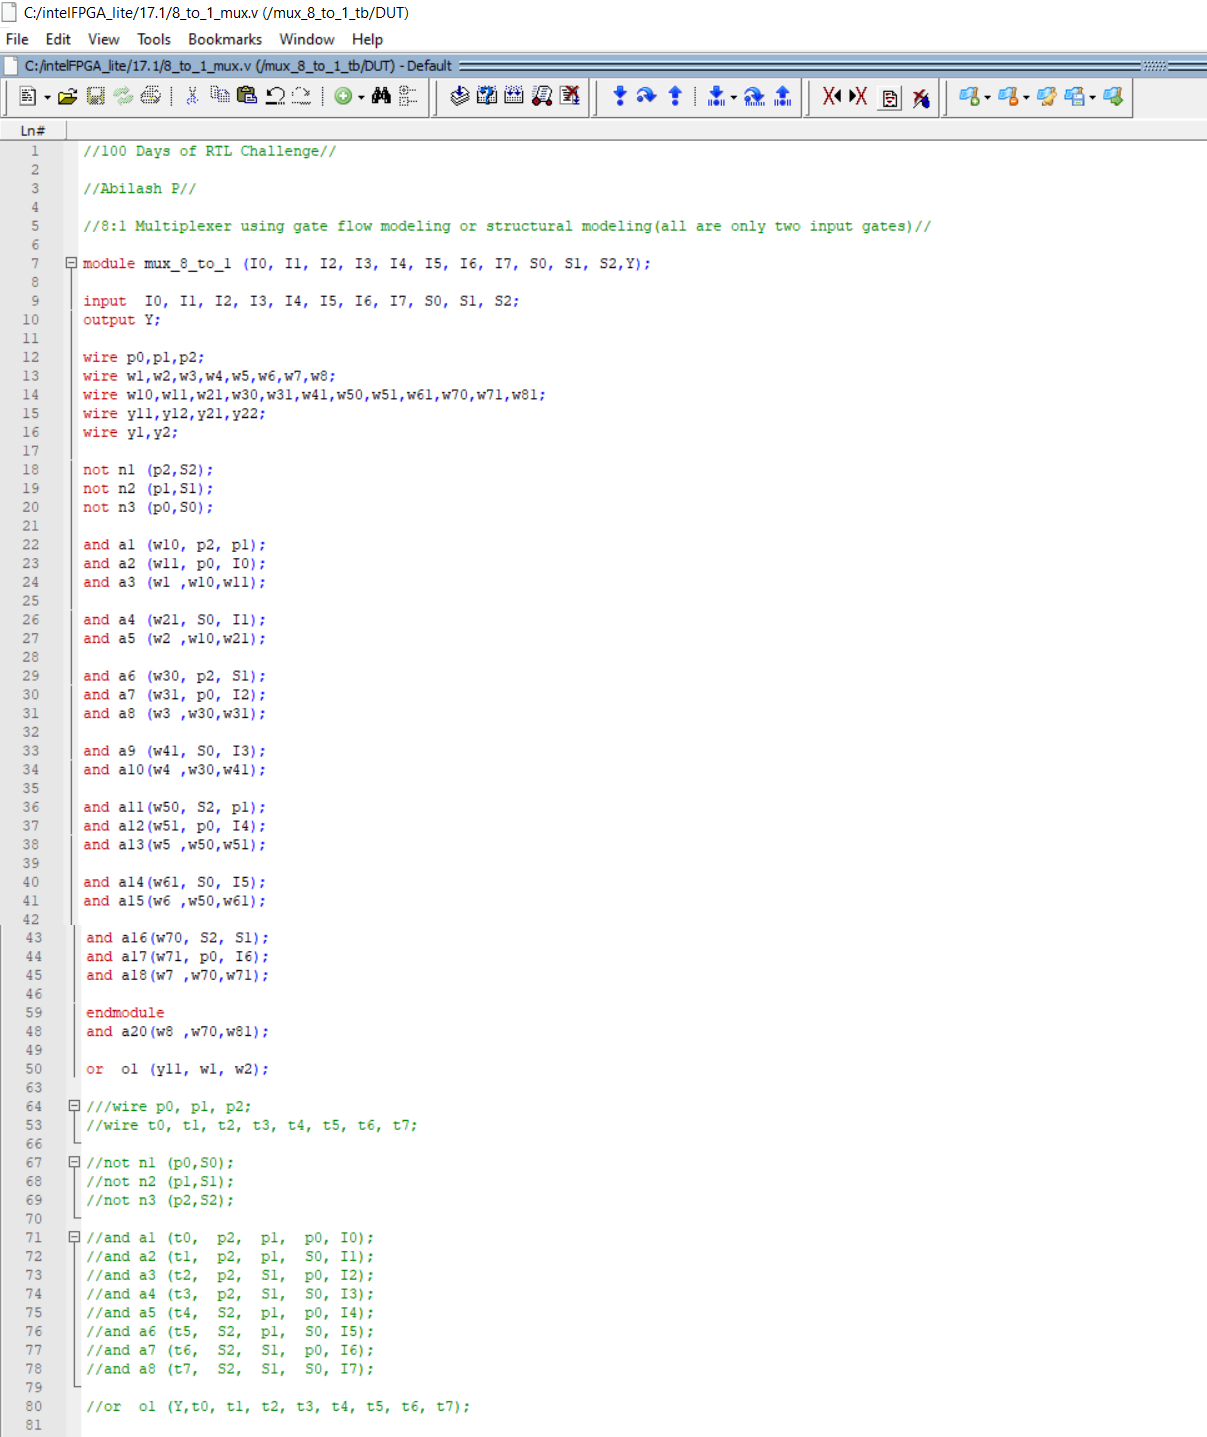 C:/intelFPGA_lite/17.1/8_to_1_mux.v (/mux_8_to_1_tb/DUT)
File Edit View Tools Bookmarks Window Help
C:/intelFPGA_lite/17.1/8_to_1_mux.v (/mux_8_to_1_tb/DUT) - Default
Ln#
1 //100 Days of RTL Challenge//
2
3 //Abilash P//
4
5 //8:1 Multiplexer using gate flow modeling or structural modeling(all are only two input gates)//
6
7 module mux_8_to_1 (I0, I1, I2, I3, I4, I5, I6, I7, S0, S1, S2,Y);
8
9 input  I0, I1, I2, I3, I4, I5, I6, I7, S0, S1, S2;
10 output Y;
11
12 wire p0,p1,p2;
13 wire w1,w2,w3,w4,w5,w6,w7,w8;
14 wire w10,w11,w21,w30,w31,w41,w50,w51,w61,w70,w71,w81;
15 wire y11,y12,y21,y22;
16 wire y1,y2;
17
18 not n1 (p2,S2);
19 not n2 (p1,S1);
20 not n3 (p0,S0);
21
22 and a1 (w10, p2, p1);
23 and a2 (w11, p0, I0);
24 and a3 (w1 ,w10,w11);
25
26 and a4 (w21, S0, I1);
27 and a5 (w2 ,w10,w21);
28
29 and a6 (w30, p2, S1);
30 and a7 (w31, p0, I2);
31 and a8 (w3 ,w30,w31);
32
33 and a9 (w41, S0, I3);
34 and a10(w4 ,w30,w41);
35
36 and a11(w50, S2, p1);
37 and a12(w51, p0, I4);
38 and a13(w5 ,w50,w51);
39
40 and a14(w61, S0, I5);
41 and a15(w6 ,w50,w61);
42
43 and a16(w70, S2, S1);
44 and a17(w71, p0, I6);
45 and a18(w7 ,w70,w71);
46
59 endmodule
48 and a20(w8 ,w70,w81);
49
50 or  o1 (y11, w1, w2);
63
64 ///wire p0, p1, p2;
53 //wire t0, t1, t2, t3, t4, t5, t6, t7;
66
67 //not n1 (p0,S0);
68 //not n2 (p1,S1);
69 //not n3 (p2,S2);
70
71 //and a1 (t0,  p2,  p1,  p0, I0);
72 //and a2 (t1,  p2,  p1,  S0, I1);
73 //and a3 (t2,  p2,  S1,  p0, I2);
74 //and a4 (t3,  p2,  S1,  S0, I3);
75 //and a5 (t4,  S2,  p1,  p0, I4);
76 //and a6 (t5,  S2,  p1,  S0, I5);
77 //and a7 (t6,  S2,  S1,  p0, I6);
78 //and a8 (t7,  S2,  S1,  S0, I7);
79
80 //or  o1 (Y,t0, t1, t2, t3, t4, t5, t6, t7);
81